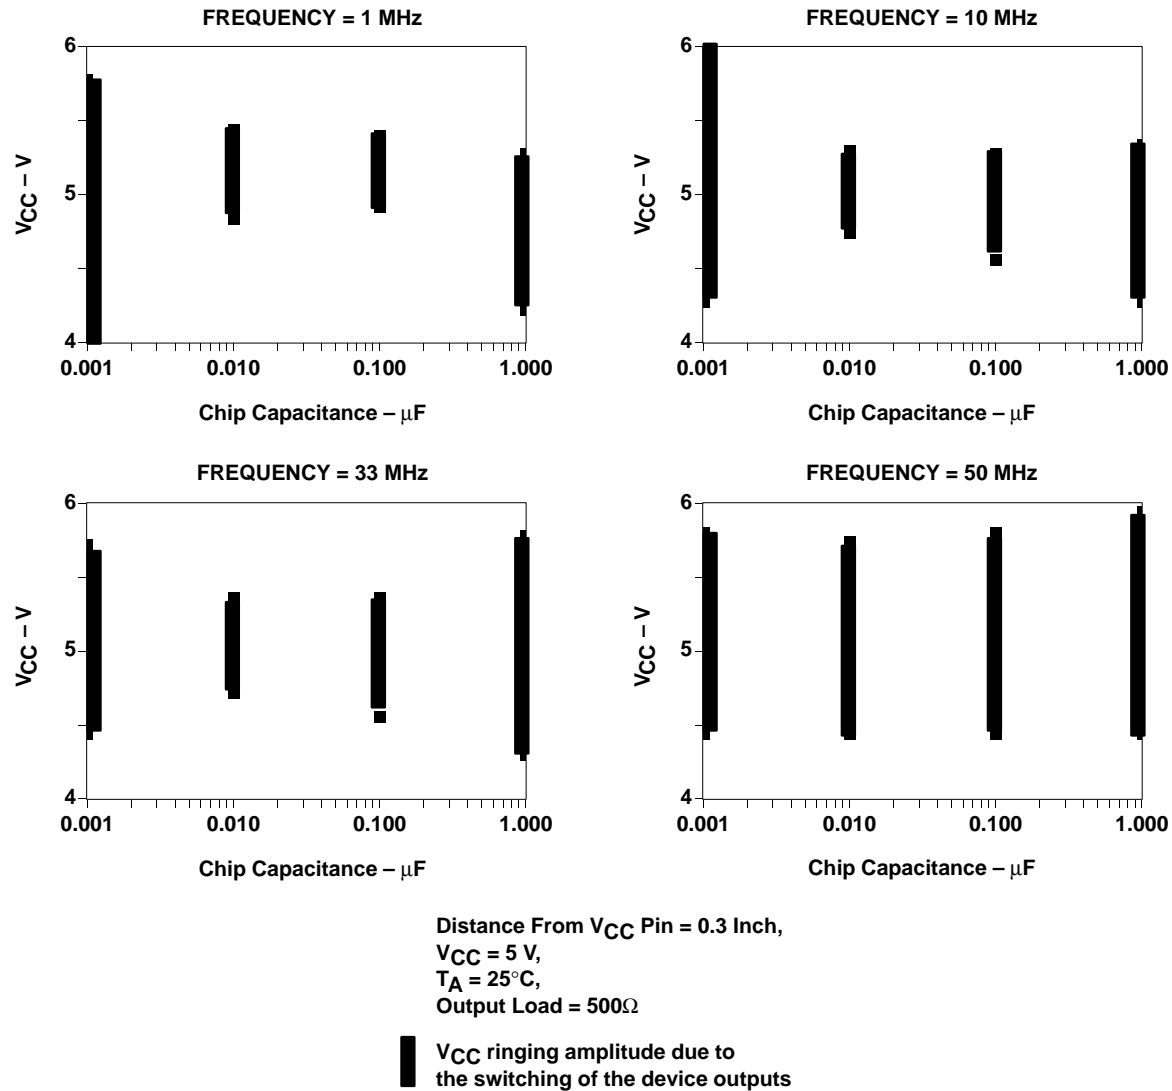 FREQUENCY = 1 MHz
6
5
4
VCC – V
0.001
0.010
0.100
1.000
Chip Capacitance – μF
FREQUENCY = 10 MHz
6
5
4
VCC – V
0.001
0.010
0.100
1.000
Chip Capacitance – μF
FREQUENCY = 33 MHz
6
5
4
VCC – V
0.001
0.010
0.100
1.000
Chip Capacitance – μF
FREQUENCY = 50 MHz
6
5
4
VCC – V
0.001
0.010
0.100
1.000
Chip Capacitance – μF
Distance From VCC Pin = 0.3 Inch,
VCC = 5 V,
TA = 25°C,
Output Load = 500Ω
VCC ringing amplitude due to
the switching of the device outputs